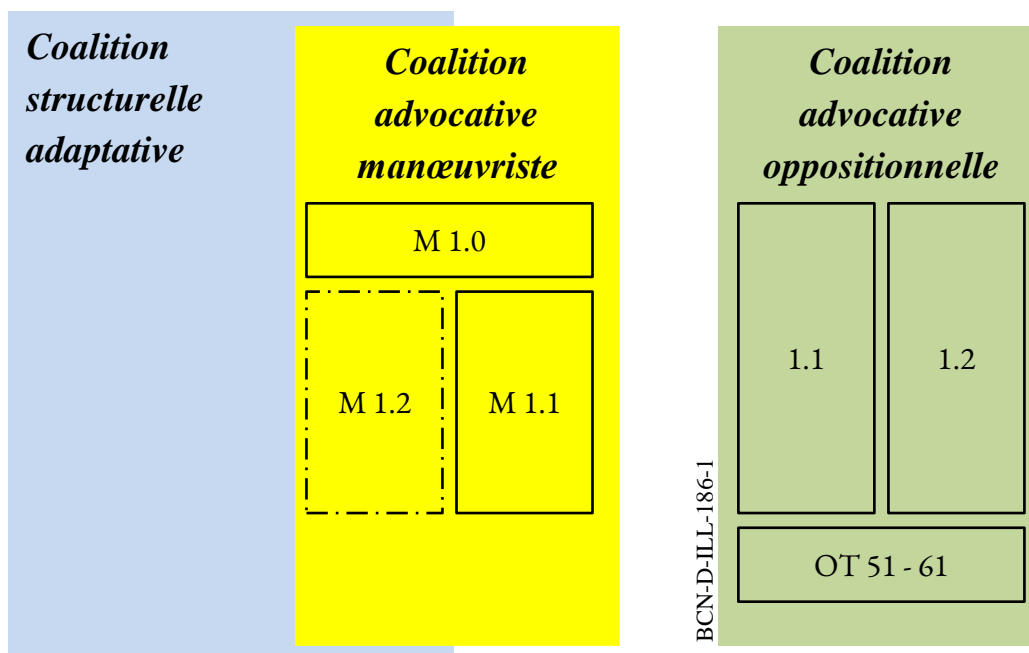 Coalition
structurelle
adaptative
Coalition
advocative
manœuvriste
M 1.0
M 1.2
M 1.1
Coalition
advocative
oppositionnelle
1.1
1.2
OT 51 - 61
BCN-D-ILL-186-1